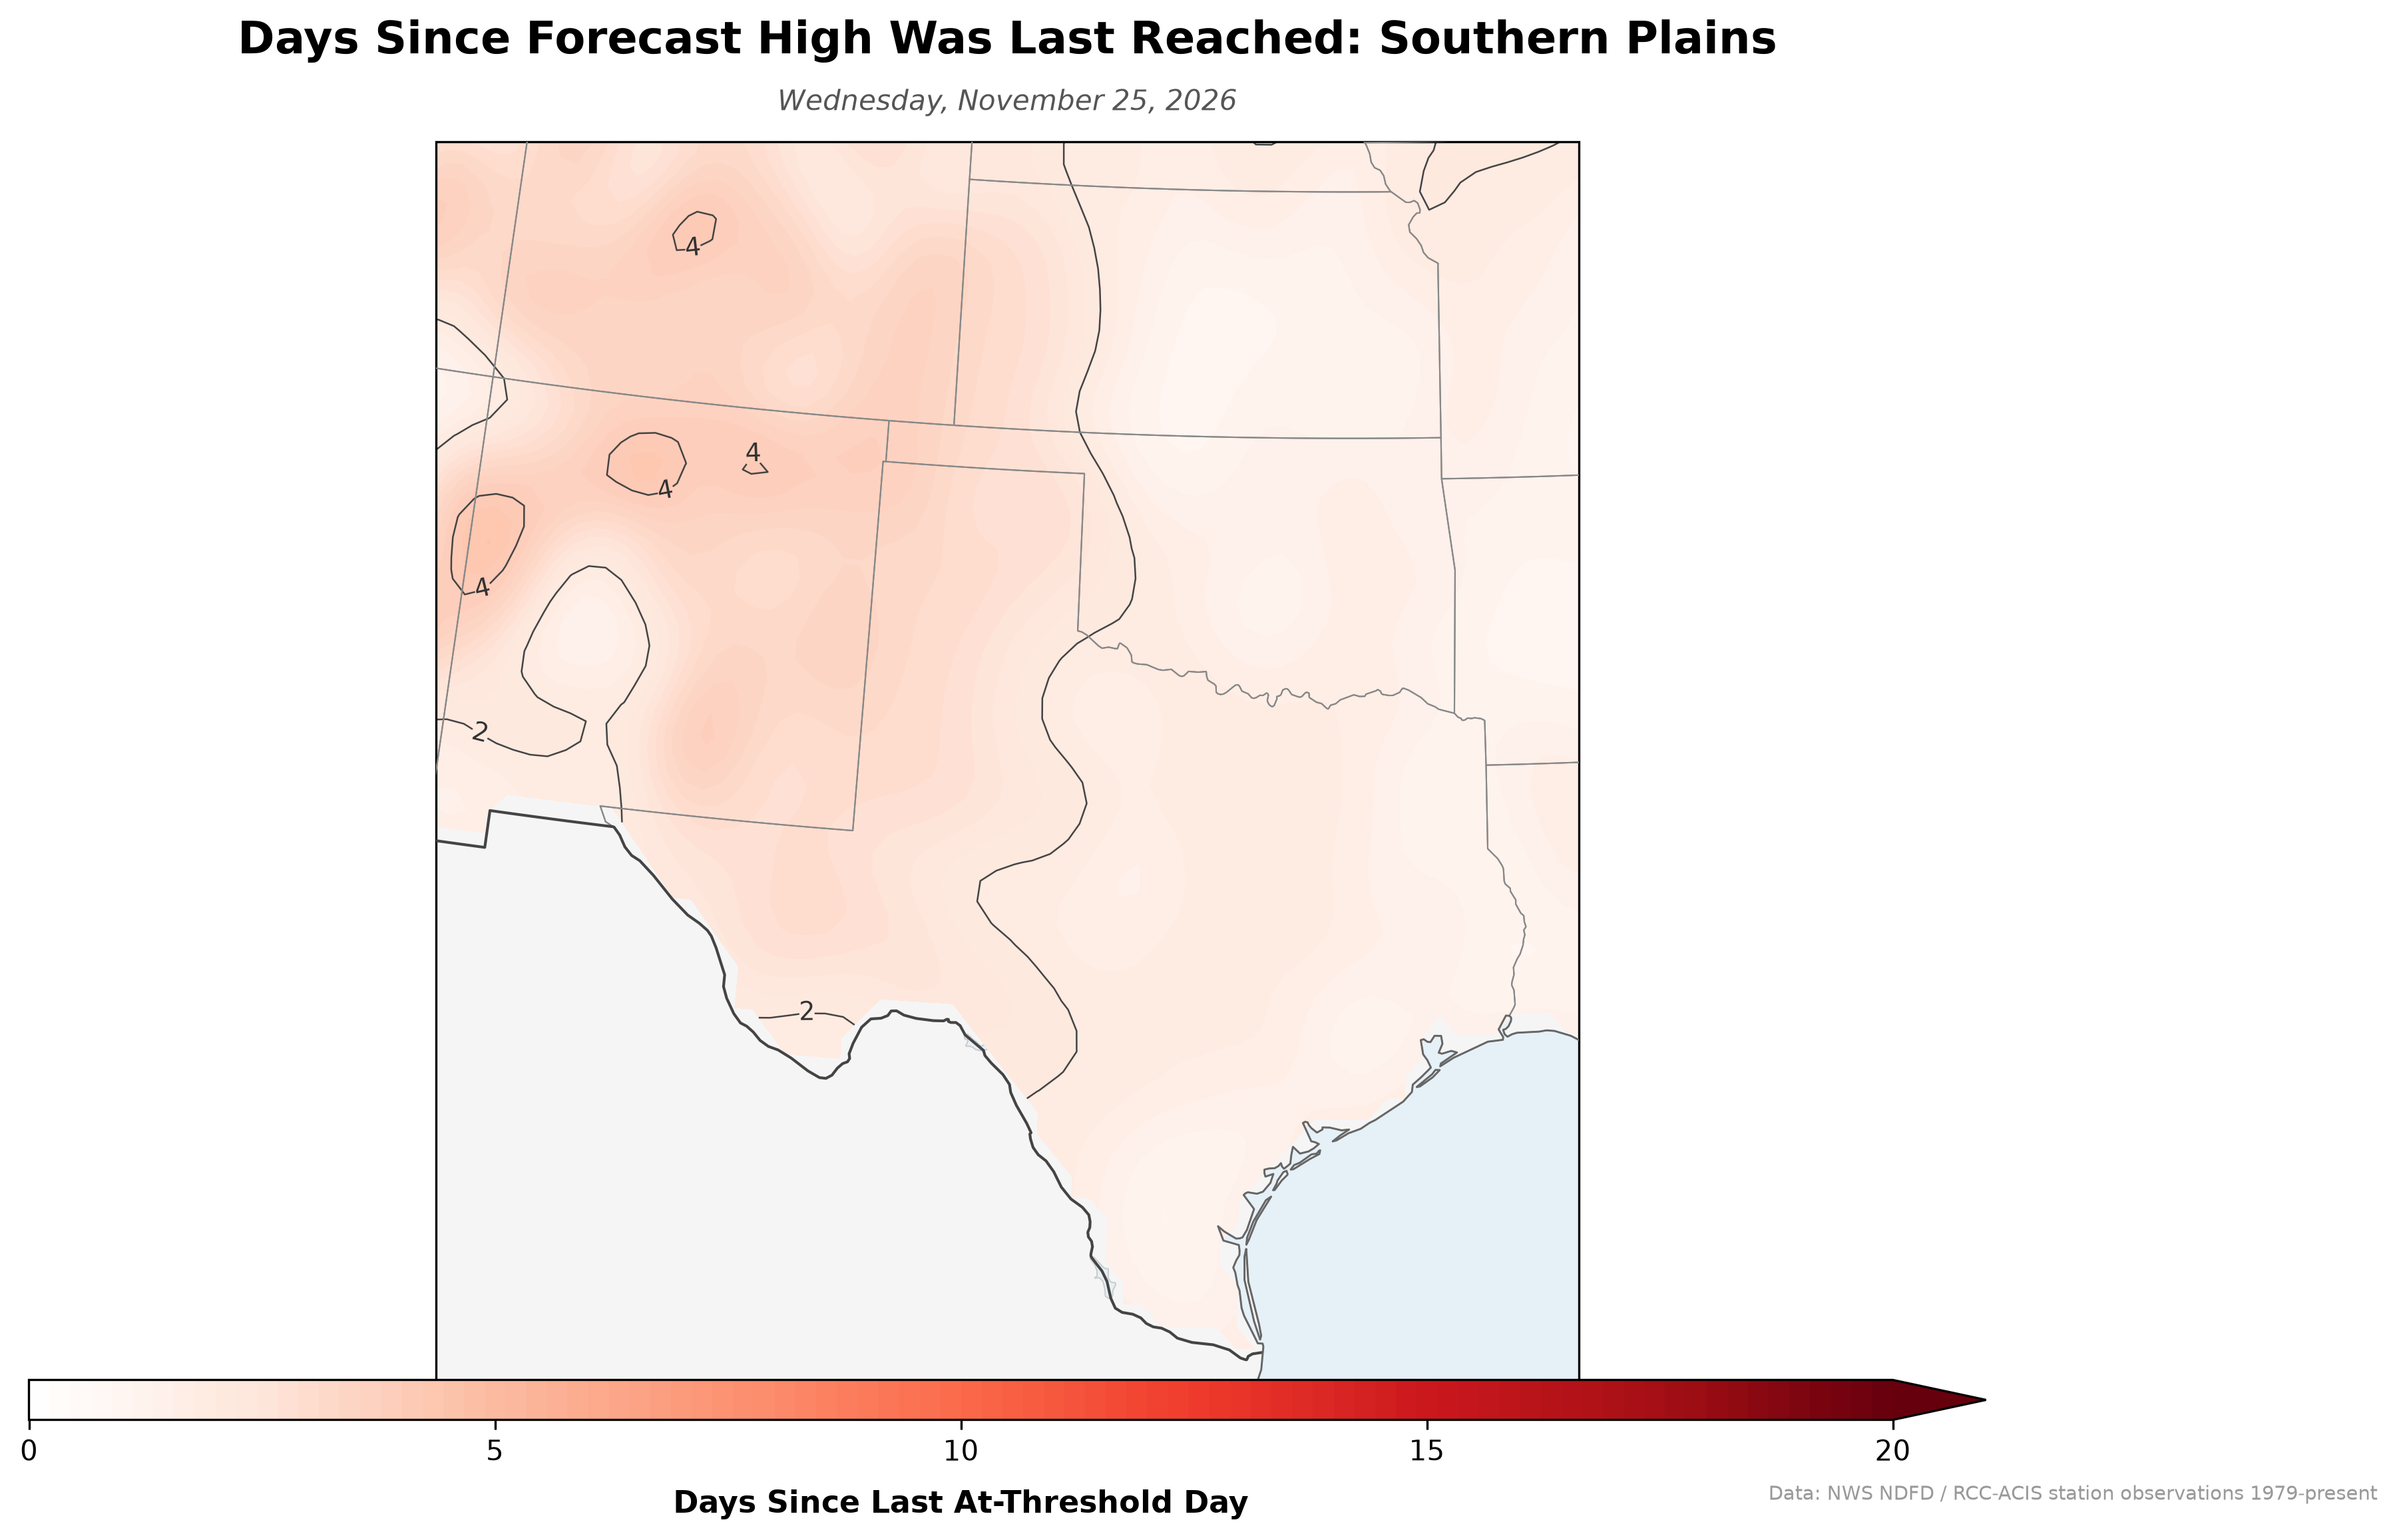 Days Since Forecast High Was Last Reached: Southern Plains
Wednesday, November 25, 2026
4
4
4
4
2
2
0 5 10 15 20
Days Since Last At-Threshold Day
Data: NWS NDFD / RCC-ACIS station observations 1979-present